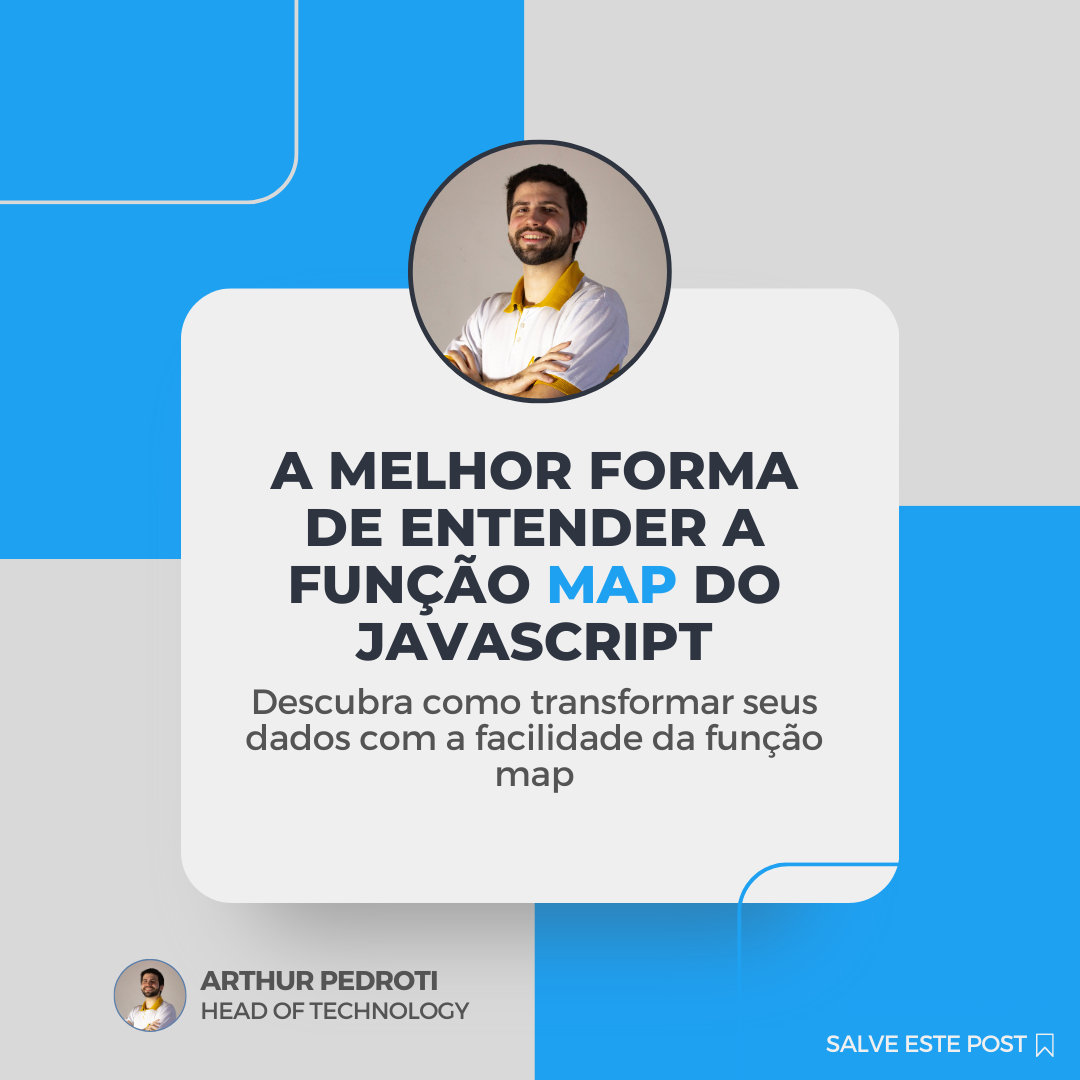 A MELHOR FORMA
DE ENTENDER A
FUNÇÃO MAP DO
JAVASCRIPT
Descubra como transformar seus
dados com a facilidade da função
map
ARTHUR PEDROTI
HEAD OF TECHNOLOGY
SALVE ESTE POST